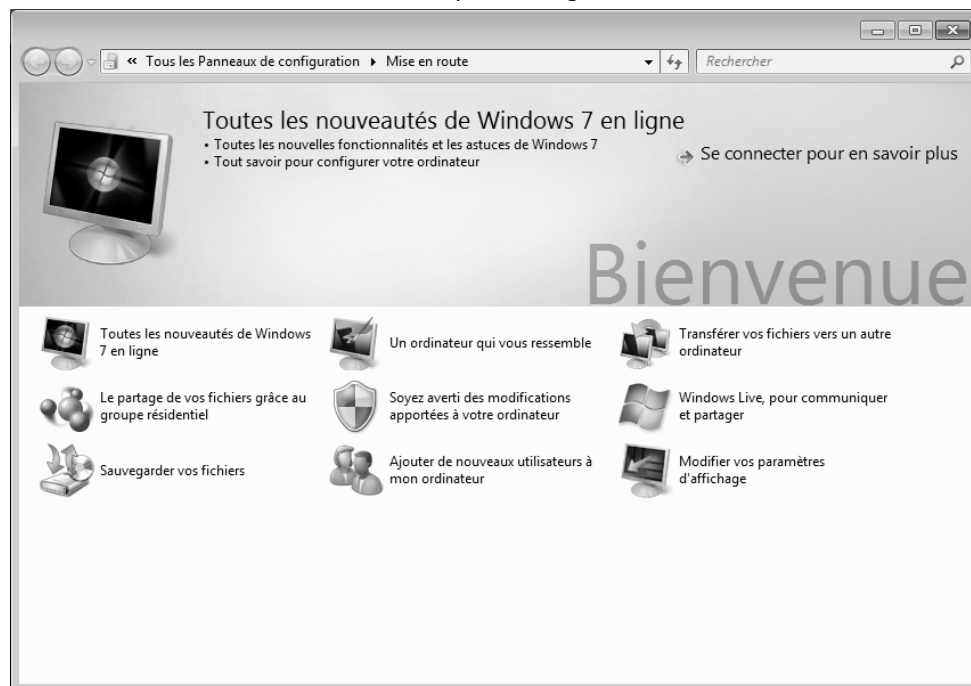 « Tous les Panneaux de configuration ▸ Mise en route
Rechercher
Toutes les nouveautés de Windows 7 en ligne
• Toutes les nouvelles fonctionnalités et les astuces de Windows 7
• Tout savoir pour configurer votre ordinateur
Se connecter pour en savoir plus
Bienvenue
Toutes les nouveautés de Windows
7 en ligne
Un ordinateur qui vous ressemble
Transférer vos fichiers vers un autre
ordinateur
Le partage de vos fichiers grâce au
groupe résidentiel
Soyez averti des modifications
apportées à votre ordinateur
Windows Live, pour communiquer
et partager
Sauvegarder vos fichiers
Ajouter de nouveaux utilisateurs à
mon ordinateur
Modifier vos paramètres
d'affichage